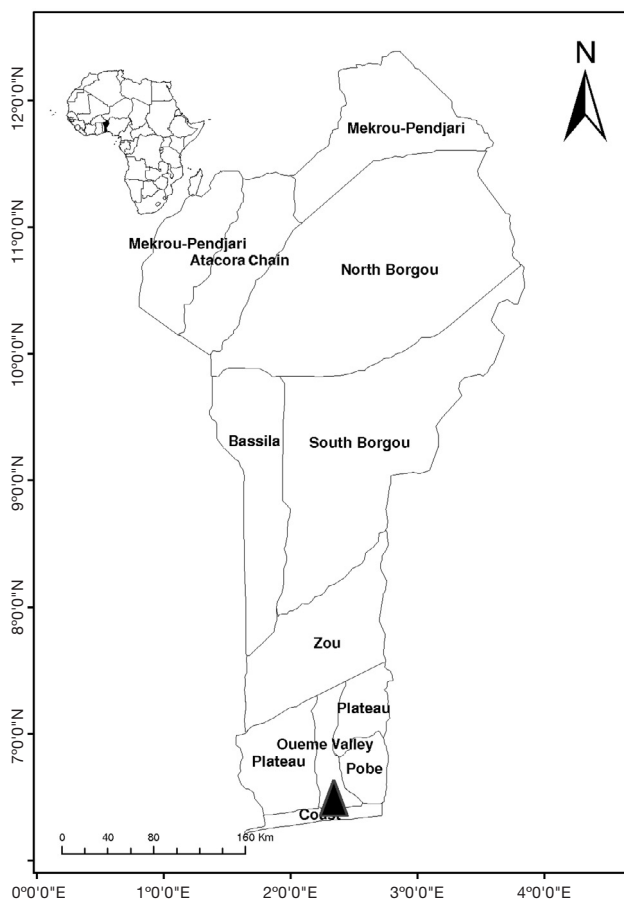 N
12°0'0"N
11°0'0"N
10°0'0"N
9°0'0"N
8°0'0"N
7°0'0"N
Mekrou-Pendjari
Mekrou-Pendjari
Atacora Chain
North Borgou
Bassila
South Borgou
Zou
Plateau
Oueme Valley
Plateau
Pobe
Coast
0 40 80 160 Km
0°0'0"E 1°0'0"E 2°0'0"E 3°0'0"E 4°0'0"E